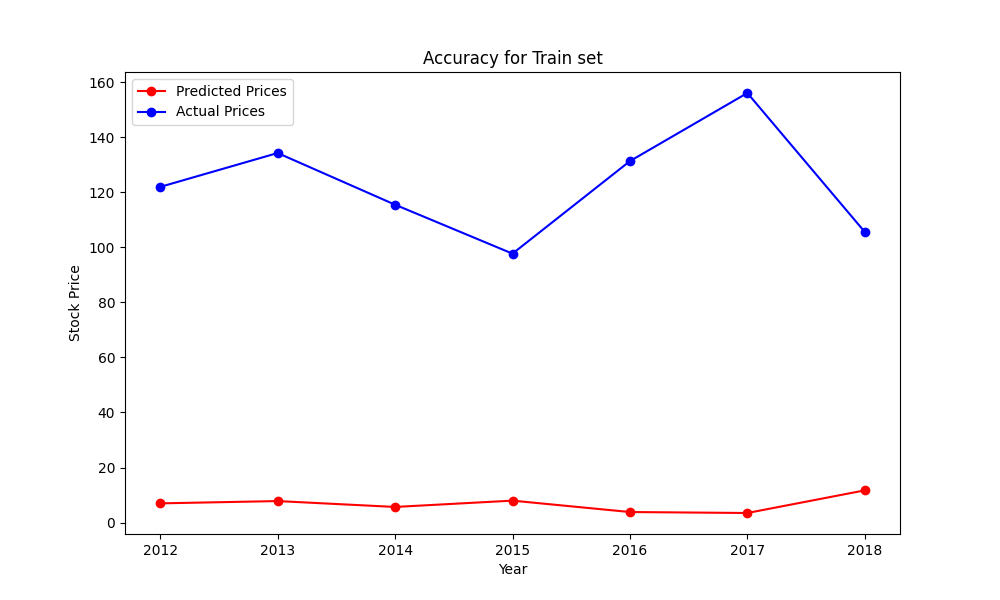 Accuracy for Train set
Predicted Prices
Actual Prices
160
140
120
100
80
60
40
20
0
Stock Price
2012 2013 2014 2015 2016 2017 2018
Year